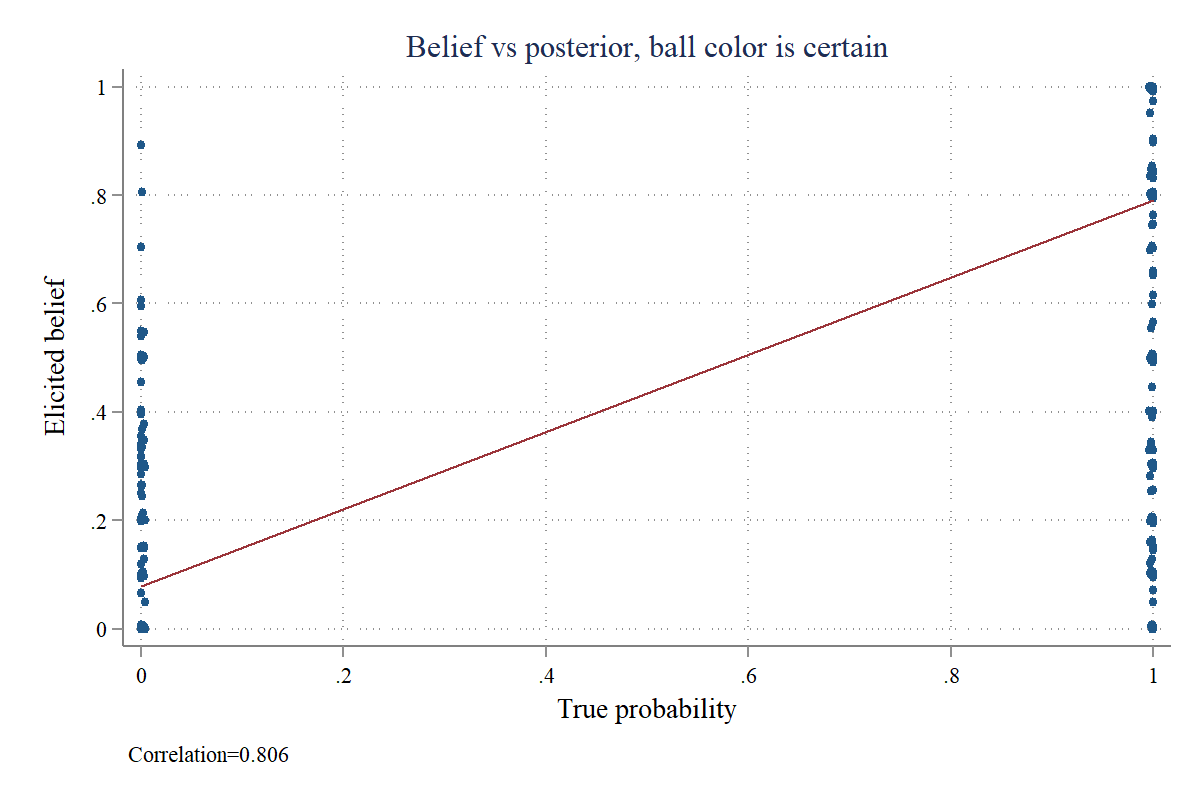 Belief vs posterior, ball color is certain
Elicited belief
1
.8
.6
.4
.2
0
0 .2 .4 .6 .8 1
True probability
Correlation=0.806